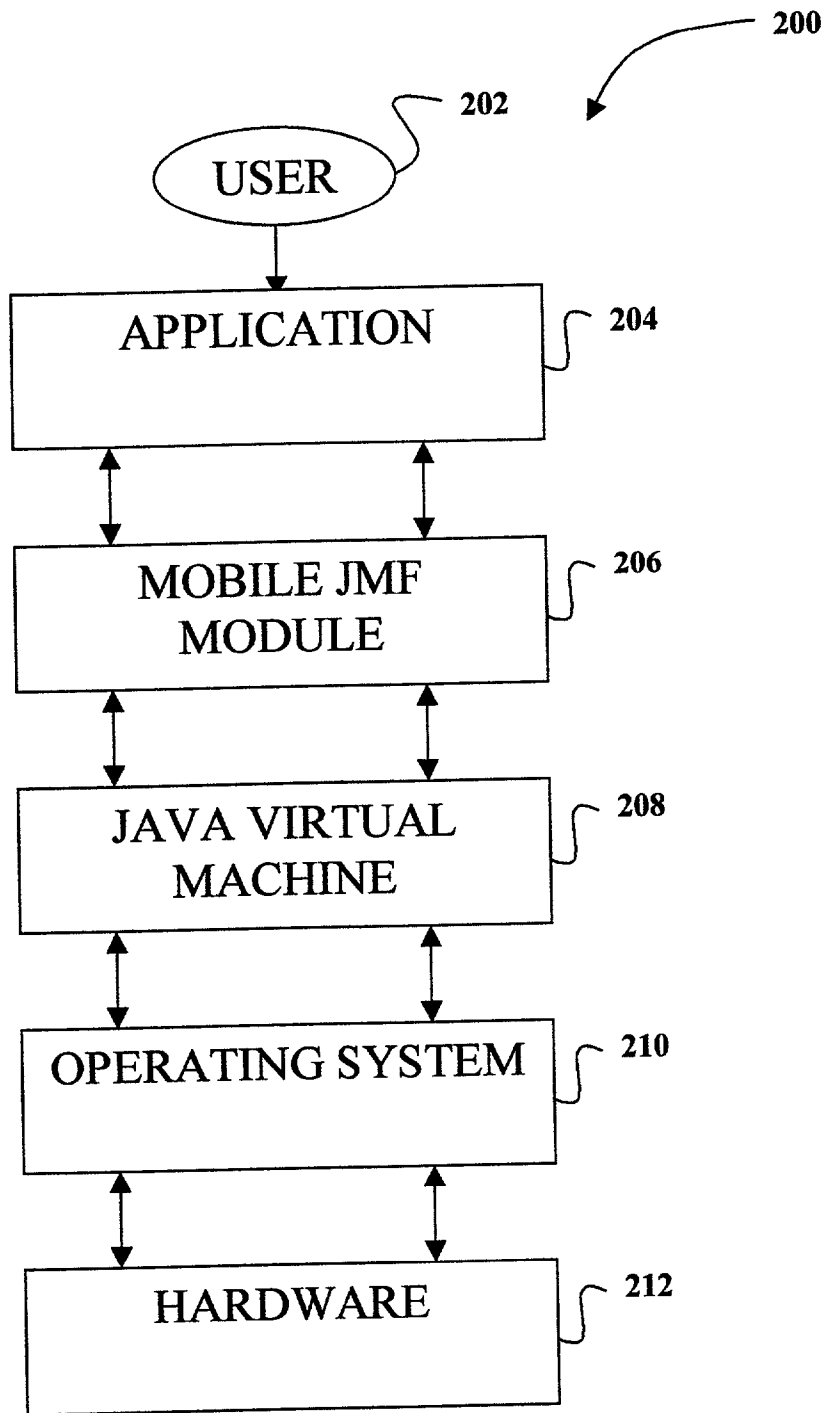 200
202
USER
APPLICATION
204
MOBILE JMF
MODULE
206
JAVA VIRTUAL
MACHINE
208
OPERATING SYSTEM
210
HARDWARE
212